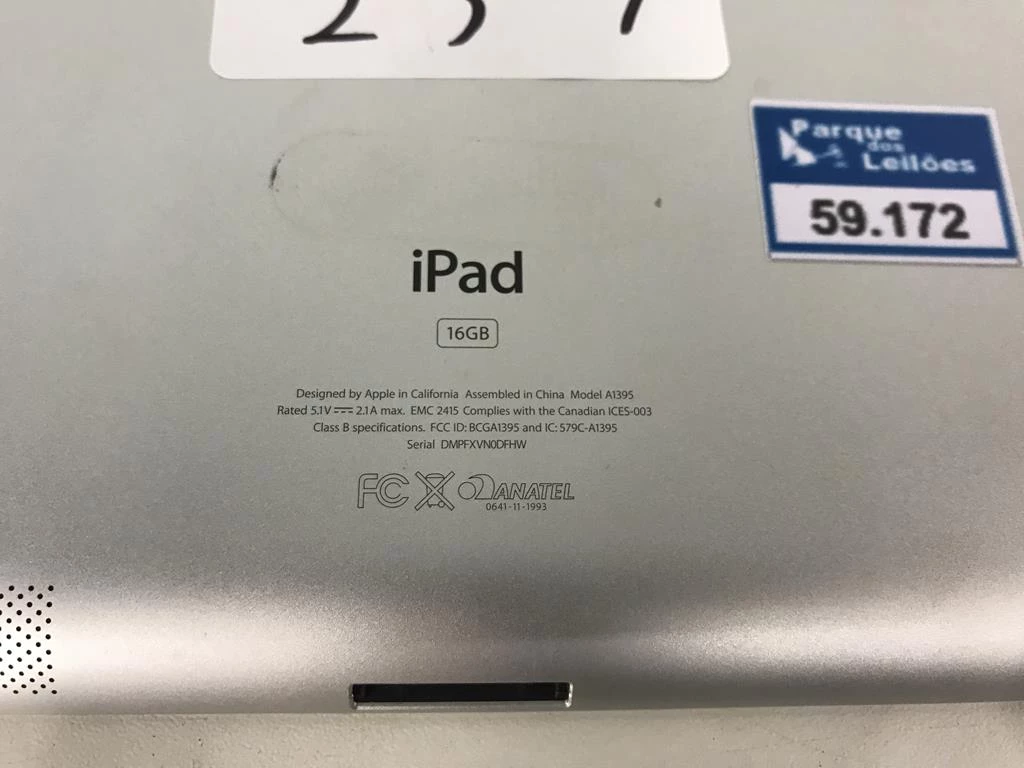 Parque
dos
Leilões
59.172
iPad
16GB
Designed by Apple in California Assembled in China Model A1395
Rated 5.1V ⎓ 2.1A max. EMC 2415 Complies with the Canadian ICES-003
Class B specifications. FCC ID: BCGA1395 and IC: 579C-A1395
Serial DMPFXVN0DFHW
FC ANATEL
0641-11-1993